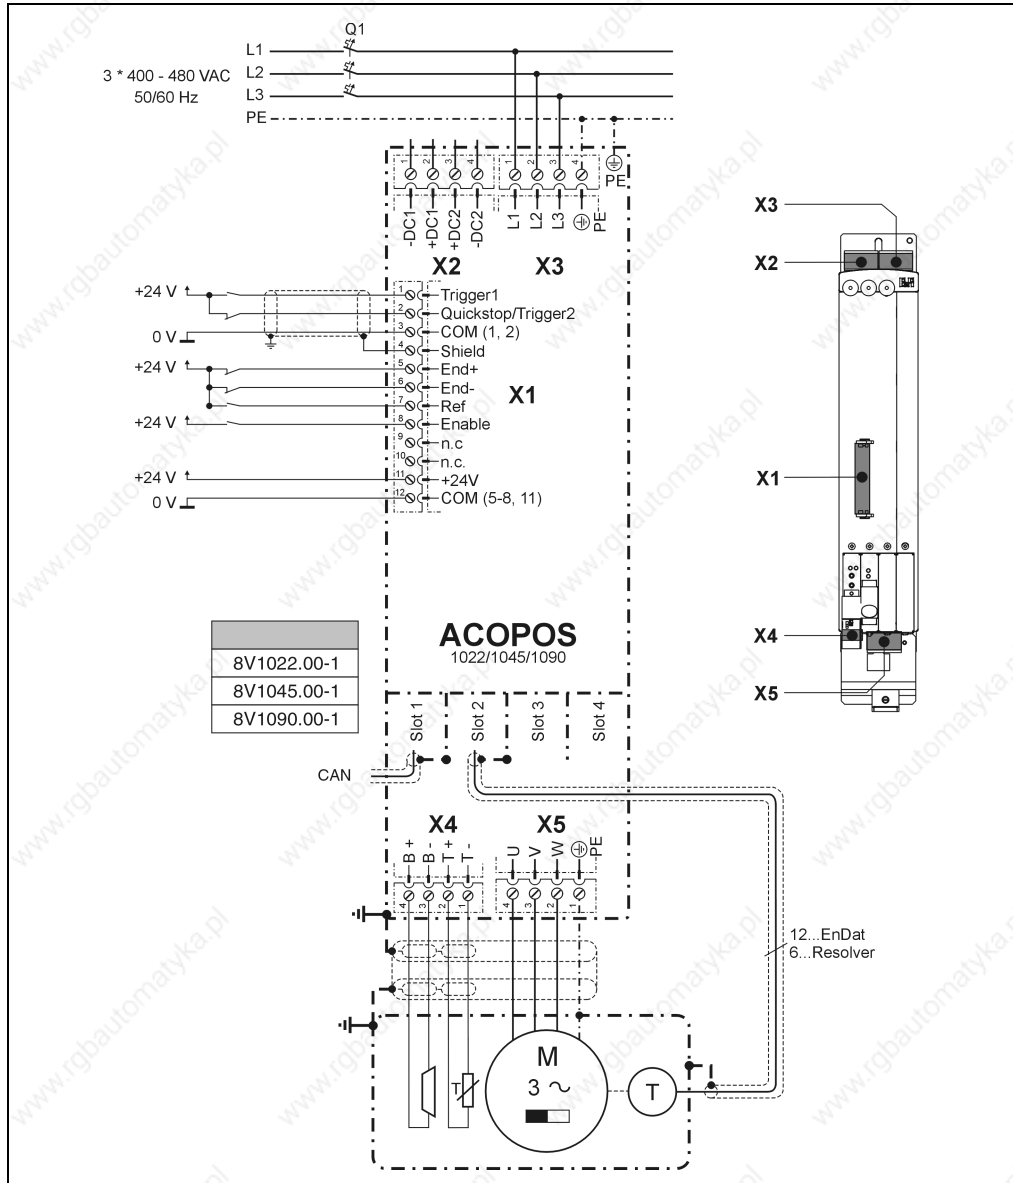 Q1
L1
3 * 400 - 480 VAC L2
50/60 Hz L3
PE
1 2 3 4 1 2 3 4 PE
-DC1 +DC1 +DC2 -DC2 L1 L2 L3 PE
X2 X3
+24 V 1 Trigger1
2 Quickstop/Trigger2
0 V 3 COM (1, 2)
4 Shield
+24 V 5 End+
6 End-
X1
7 Ref
+24 V 8 Enable
9 n.c
10 n.c.
+24 V 11 +24V
0 V 12 COM (5-8, 11)
ACOPOS
1022/1045/1090
8V1022.00-1
8V1045.00-1
8V1090.00-1
Slot 1 Slot 2 Slot 3 Slot 4
CAN
X4 X5
B + B - T + T - U V W PE
4 3 2 1 4 3 2 1
12...EnDat
6...Resolver
T
M
3 ~
T
X3
X2
X1
X4
X5
www.rgbautomatyka.pl